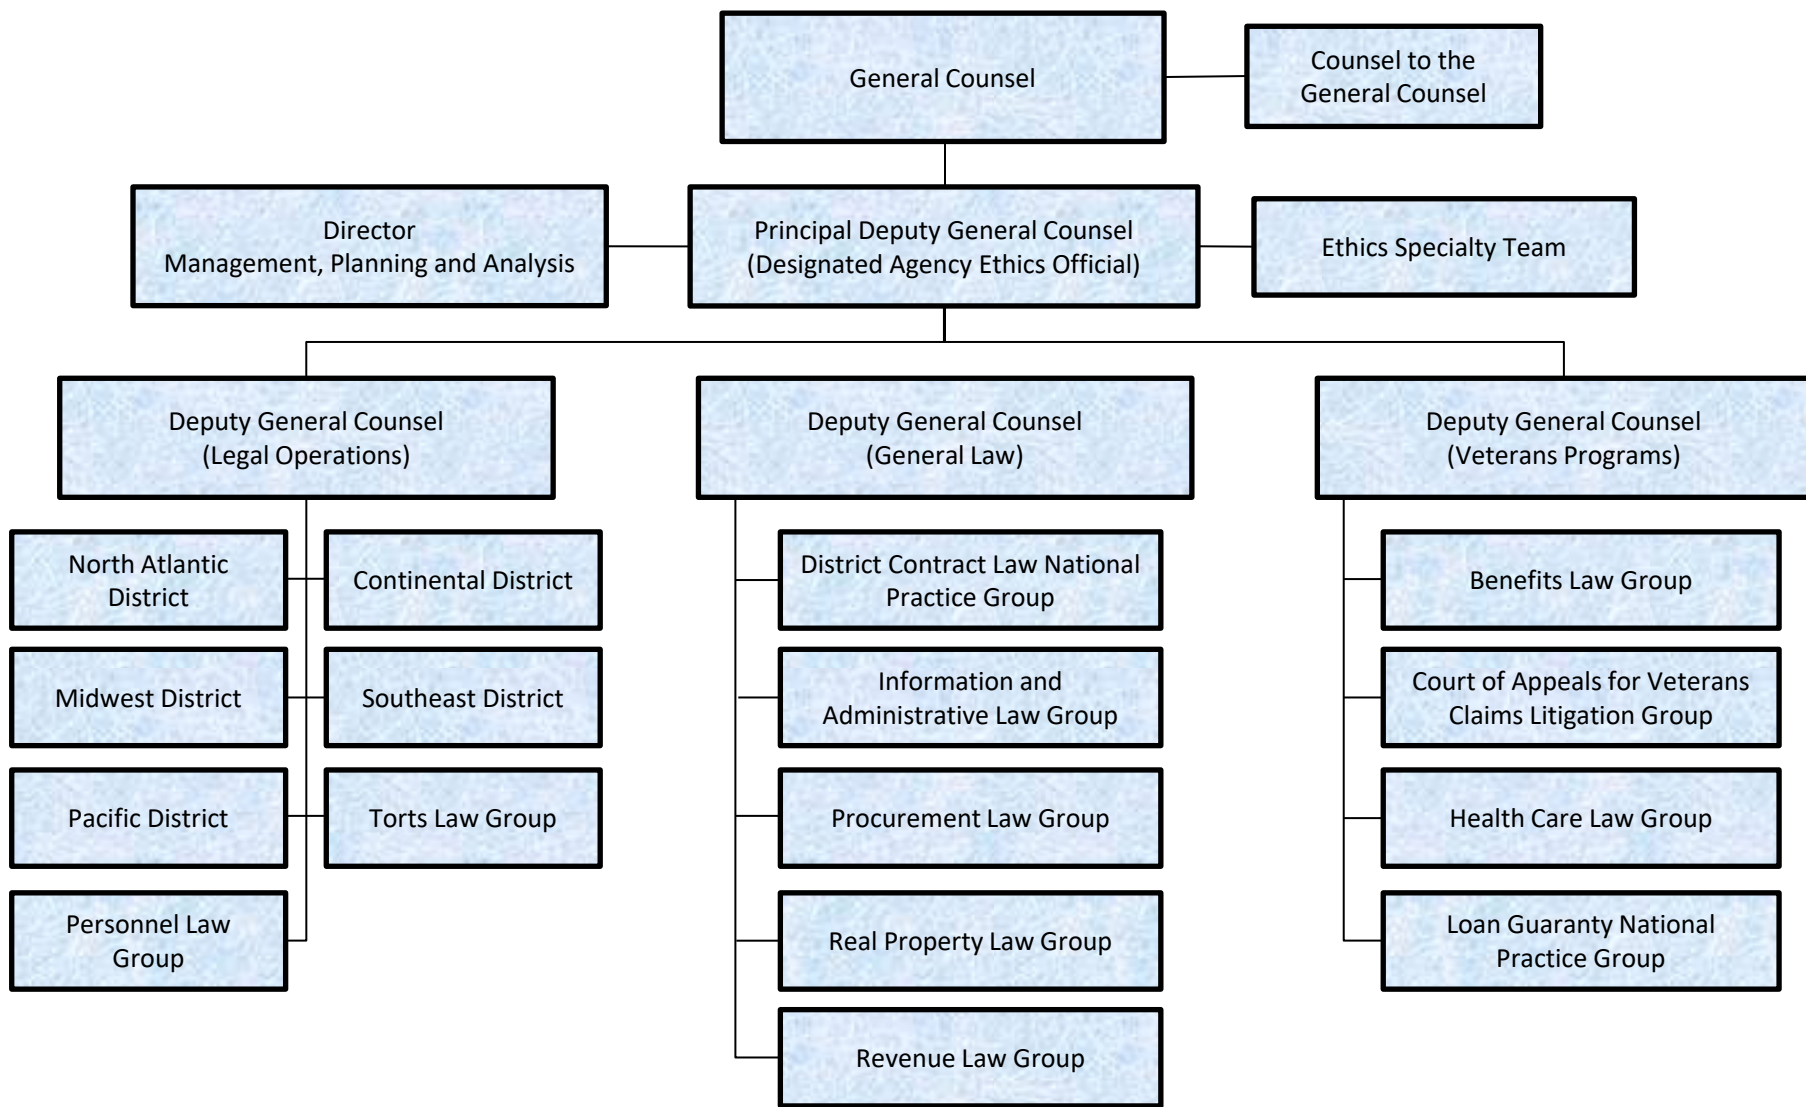 General Counsel
Counsel to the
General Counsel
Director
Management, Planning and Analysis
Principal Deputy General Counsel
(Designated Agency Ethics Official)
Ethics Specialty Team
Deputy General Counsel
(Legal Operations)
Deputy General Counsel
(General Law)
Deputy General Counsel
(Veterans Programs)
North Atlantic
District
Continental District
Midwest District
Southeast District
Pacific District
Torts Law Group
Personnel Law
Group
District Contract Law National
Practice Group
Information and
Administrative Law Group
Procurement Law Group
Real Property Law Group
Revenue Law Group
Benefits Law Group
Court of Appeals for Veterans
Claims Litigation Group
Health Care Law Group
Loan Guaranty National
Practice Group